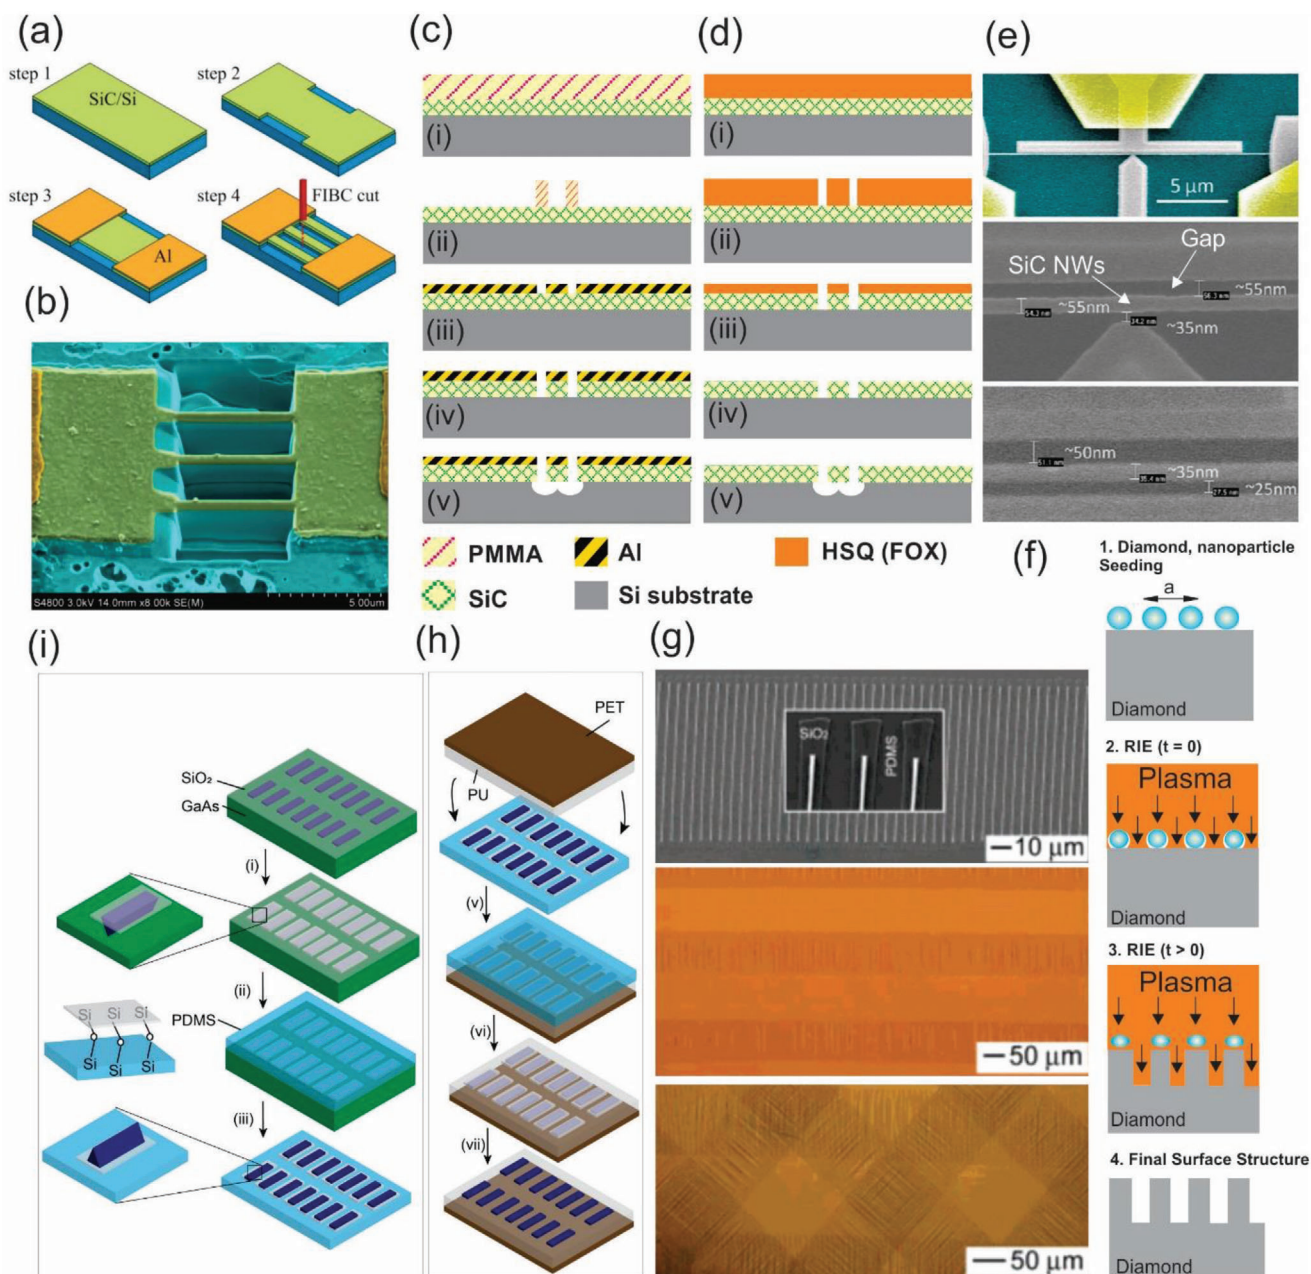 (a)
step 1
SiC/Si
step 2
step 3
Al
step 4
FIBC cut
(b)
S4800 3.0kV 14.0mm x8.00k SE(M)
5.00um
(c)
(i)
(ii)
(iii)
(iv)
(v)
(d)
(i)
(ii)
(iii)
(iv)
(v)
PMMA
Al
HSQ (FOX)
SiC
Si substrate
(e)
5 µm
Gap
SiC NWs
~55nm
~55nm
~35nm
~50nm
~35nm
~25nm
(f)
1. Diamond, nanoparticle
Seeding
a
Diamond
2. RIE (t = 0)
Plasma
Diamond
3. RIE (t > 0)
Plasma
Diamond
4. Final Surface Structure
Diamond
(g)
SiO₂
PDMS
10 µm
50 µm
50 µm
(h)
PET
PU
(v)
(vi)
(vii)
(i)
SiO₂
GaAs
(i)
(ii)
PDMS
Si Si Si
Si Si Si
(iii)